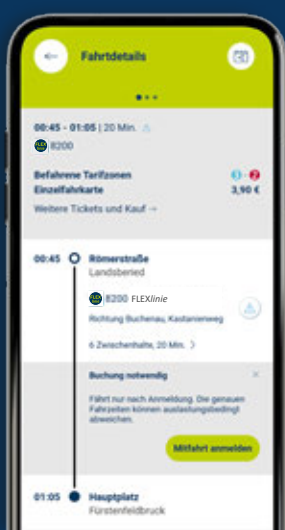 Fahrtdetails
00:45 - 01:05 | 20 Min.
FLEX 8200
Befahrene Tarifzonen
Einzelfahrkarte 3,90 €
Weitere Tickets und Kauf →
00:45 Römerstraße
Landsberied
FLEX 8200 FLEXlinie
Richtung Buchenau, Kastanienweg
6 Zwischenhalte, 20 Min. >
Buchung notwendig ×
Fährt nur nach Anmeldung. Die genauen
Fahrzeiten können auslastungsbedingt
abweichen.
Mitfahrt anmelden
01:05 Hauptplatz
Fürstenfeldbruck